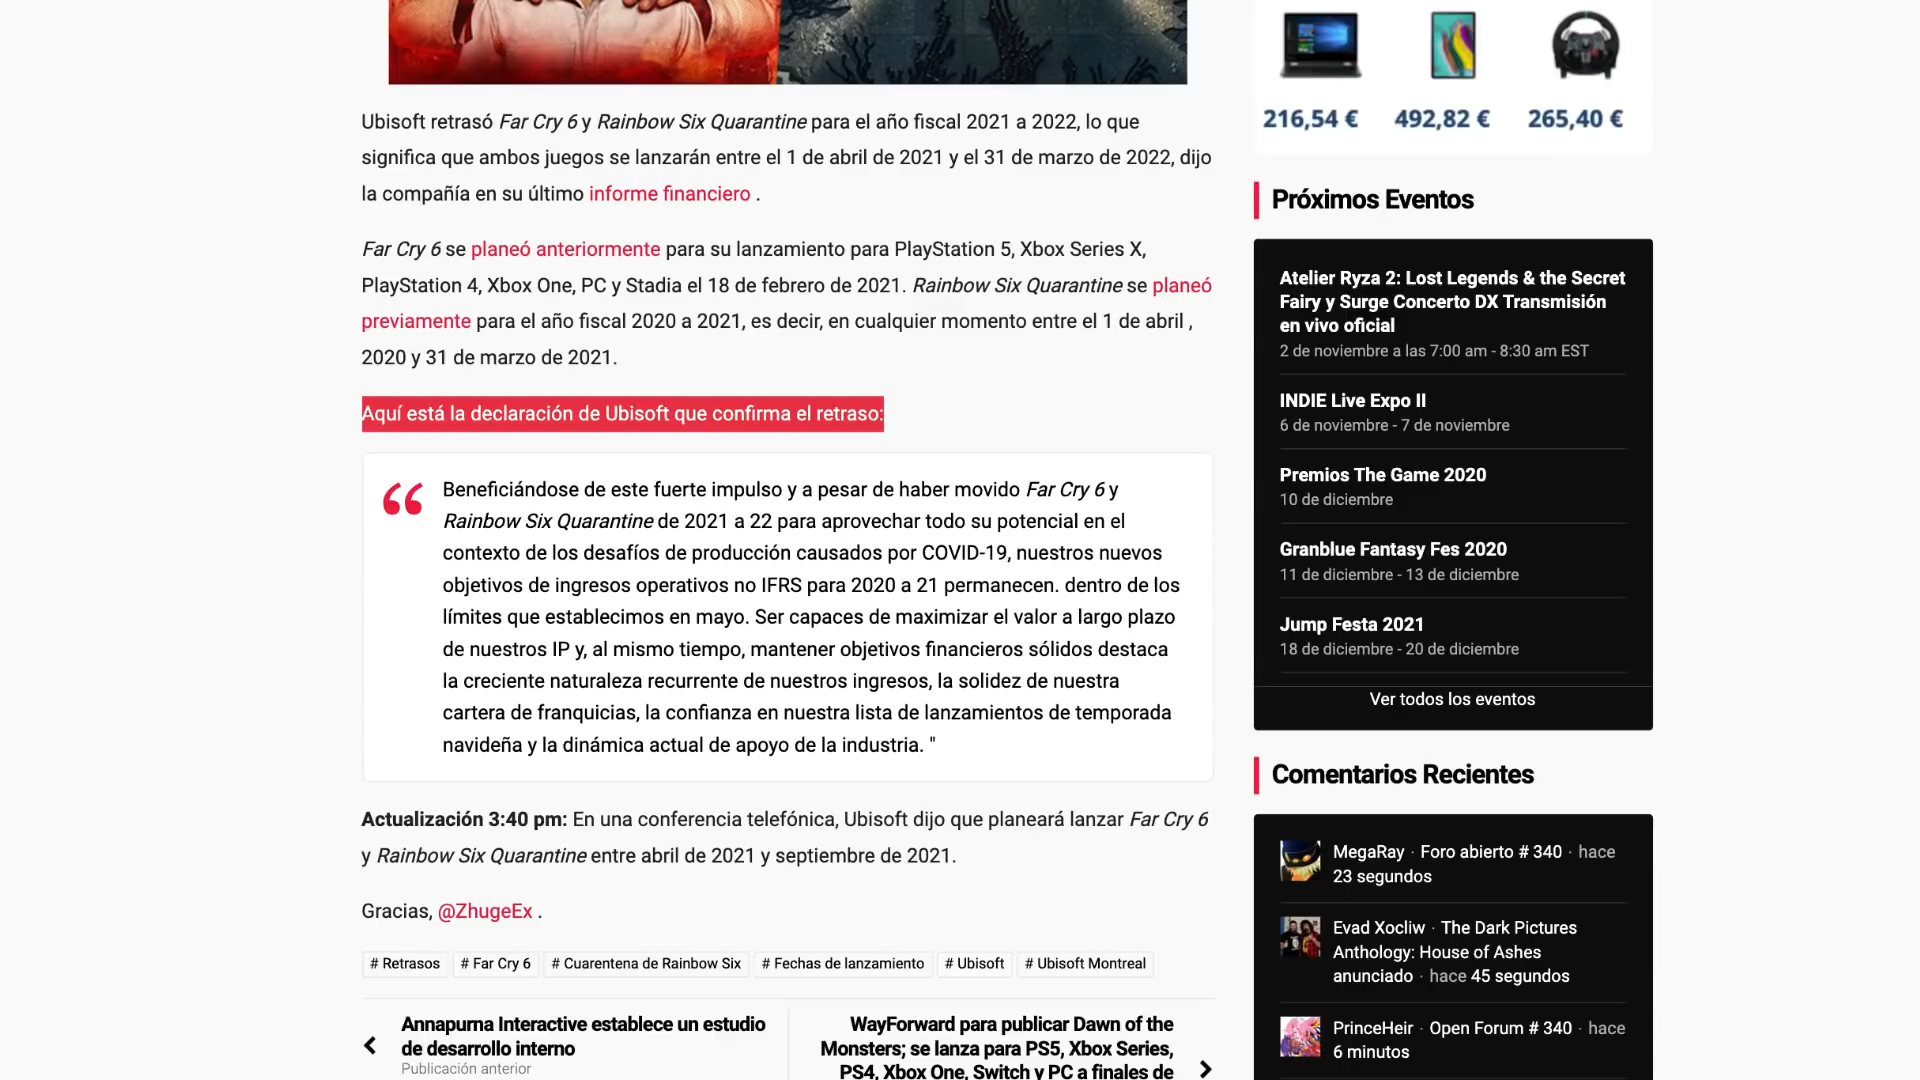 Ubisoft retrasó Far Cry 6 y Rainbow Six Quarantine para el año fiscal 2021 a 2022, lo que
significa que ambos juegos se lanzarán entre el 1 de abril de 2021 y el 31 de marzo de 2022, dijo
la compañía en su último informe financiero .
Far Cry 6 se planeó anteriormente para su lanzamiento para PlayStation 5, Xbox Series X,
PlayStation 4, Xbox One, PC y Stadia el 18 de febrero de 2021. Rainbow Six Quarantine se planeó
previamente para el año fiscal 2020 a 2021, es decir, en cualquier momento entre el 1 de abril ,
2020 y 31 de marzo de 2021.
Aquí está la declaración de Ubisoft que confirma el retraso:
Beneficiándose de este fuerte impulso y a pesar de haber movido Far Cry 6 y
Rainbow Six Quarantine de 2021 a 22 para aprovechar todo su potencial en el
contexto de los desafíos de producción causados por COVID-19, nuestros nuevos
objetivos de ingresos operativos no IFRS para 2020 a 21 permanecen. dentro de los
límites que establecimos en mayo. Ser capaces de maximizar el valor a largo plazo
de nuestros IP y, al mismo tiempo, mantener objetivos financieros sólidos destaca
la creciente naturaleza recurrente de nuestros ingresos, la solidez de nuestra
cartera de franquicias, la confianza en nuestra lista de lanzamientos de temporada
navideña y la dinámica actual de apoyo de la industria. "
Actualización 3:40 pm: En una conferencia telefónica, Ubisoft dijo que planeará lanzar Far Cry 6
y Rainbow Six Quarantine entre abril de 2021 y septiembre de 2021.
Gracias, @ZhugeEx .
# Retrasos # Far Cry 6 # Cuarentena de Rainbow Six # Fechas de lanzamiento # Ubisoft # Ubisoft Montreal
Annapurna Interactive establece un estudio
de desarrollo interno
Publicación anterior
WayForward para publicar Dawn of the
Monsters; se lanza para PS5, Xbox Series,
PS4, Xbox One, Switch y PC a finales de
216,54 € 492,82 € 265,40 €
Próximos Eventos
Atelier Ryza 2: Lost Legends & the Secret
Fairy y Surge Concerto DX Transmisión
en vivo oficial
2 de noviembre a las 7:00 am - 8:30 am EST
INDIE Live Expo II
6 de noviembre - 7 de noviembre
Premios The Game 2020
10 de diciembre
Granblue Fantasy Fes 2020
11 de diciembre - 13 de diciembre
Jump Festa 2021
18 de diciembre - 20 de diciembre
Ver todos los eventos
Comentarios Recientes
MegaRay · Foro abierto # 340 · hace
23 segundos
Evad Xocliw · The Dark Pictures
Anthology: House of Ashes
anunciado · hace 45 segundos
PrinceHeir · Open Forum # 340 · hace
6 minutos